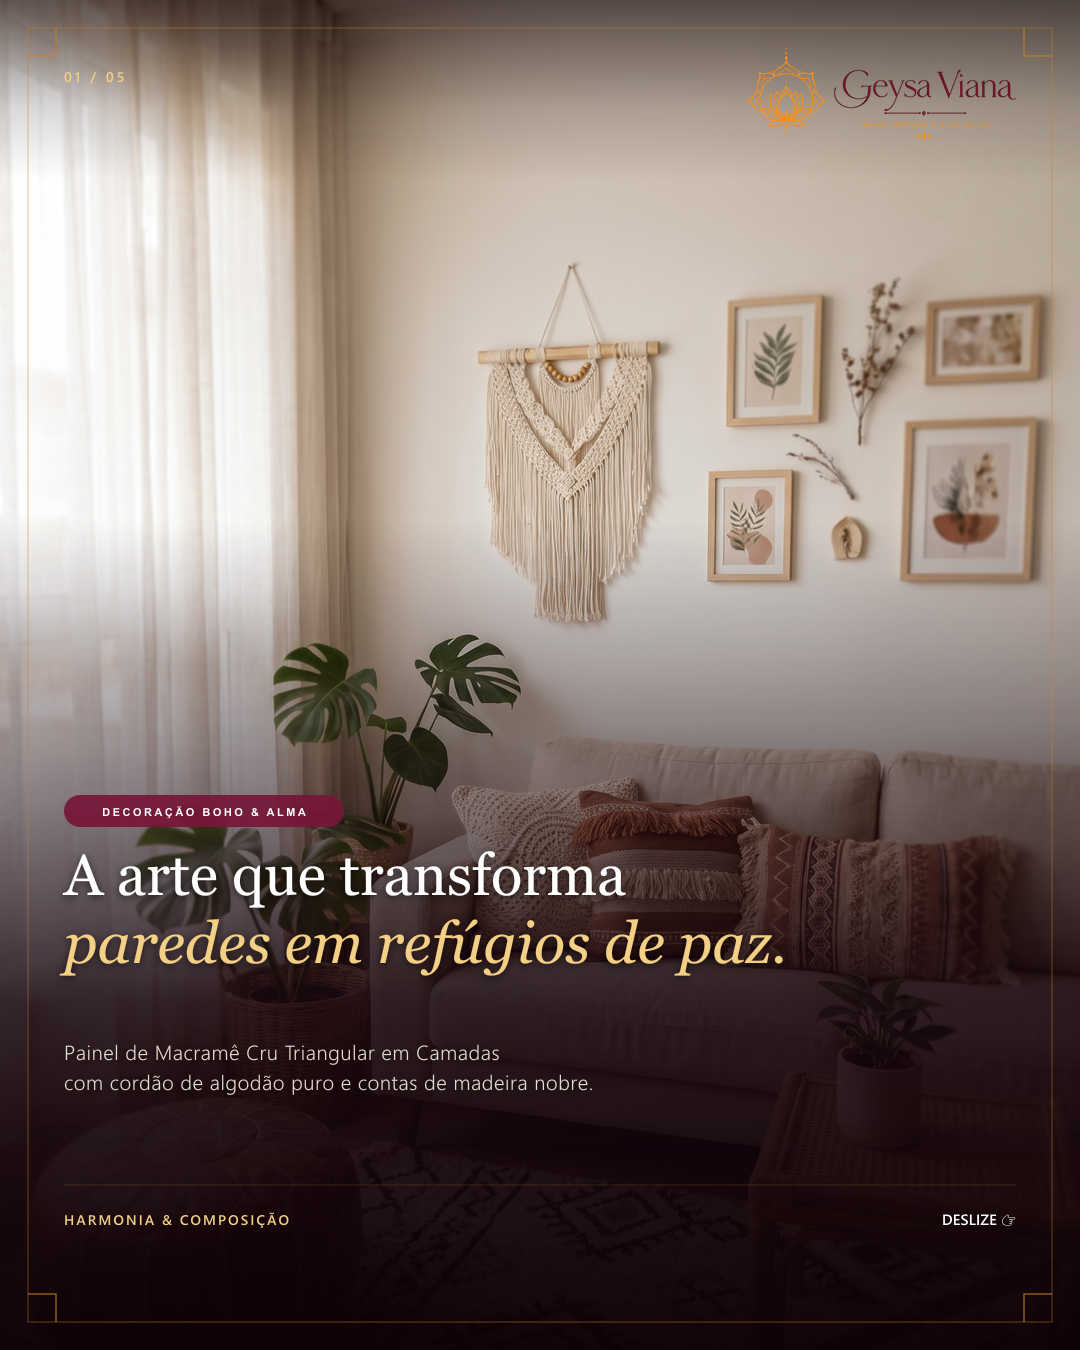 01 / 05
Geysa Viana
DECORAÇÃO BOHO & ALMA
A arte que transforma
paredes em refúgios de paz.
Painel de Macramê Cru Triangular em Camadas
com cordão de algodão puro e contas de madeira nobre.
HARMONIA & COMPOSIÇÃO
DESLIZE 👉